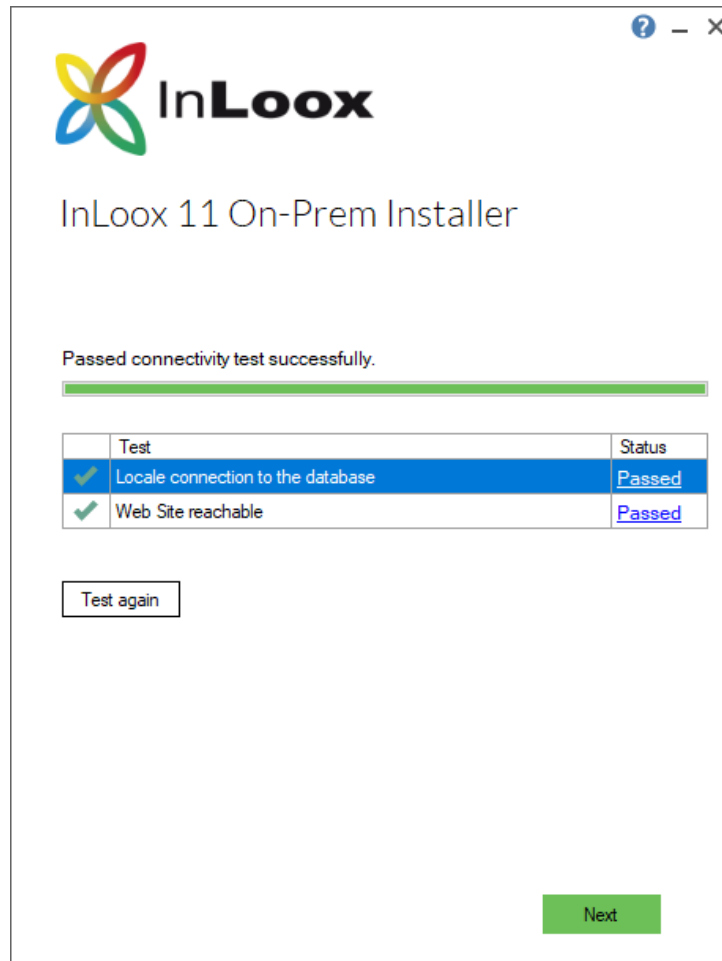 ?
InLoox
InLoox 11 On-Prem Installer
Passed connectivity test successfully.
Test Status
Locale connection to the database Passed
Web Site reachable Passed
Test again
Next